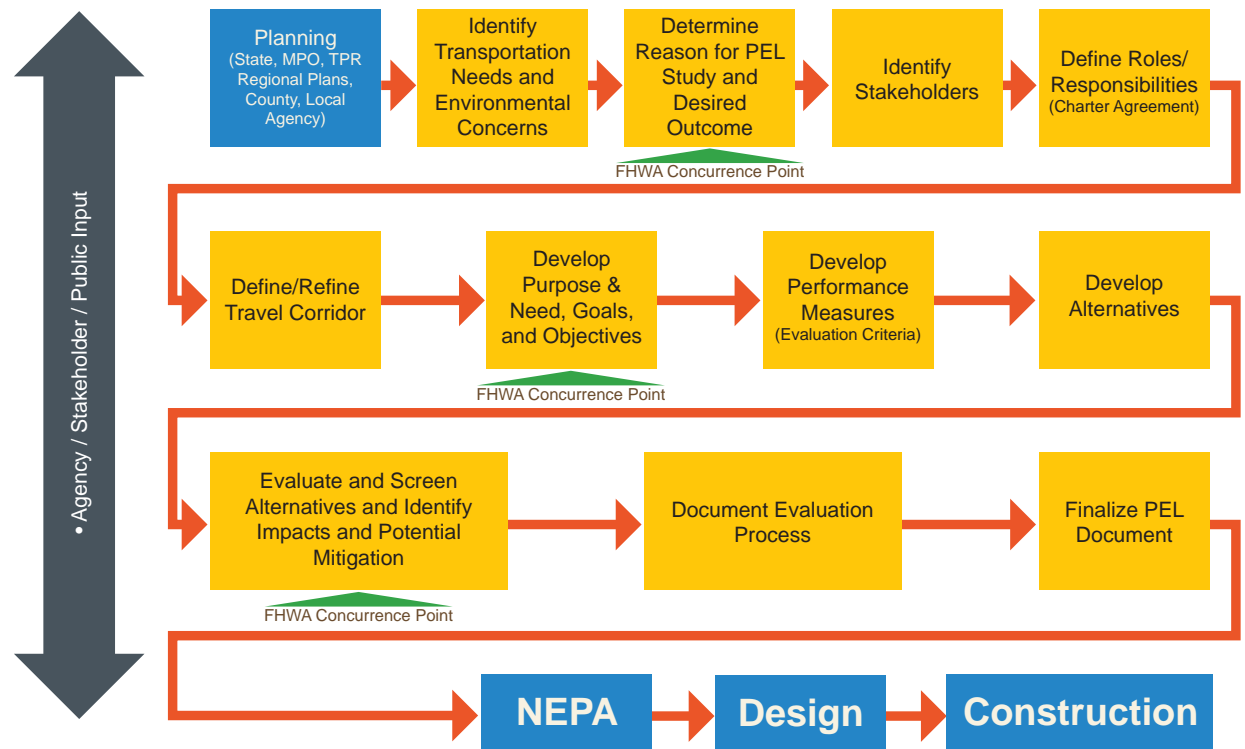 Planning
(State, MPO, TPR
Regional Plans,
County, Local
Agency)
Identify
Transportation
Needs and
Environmental
Concerns
Determine
Reason for PEL
Study and
Desired
Outcome
Identify
Stakeholders
Define Roles/
Responsibilities
(Charter Agreement)
FHWA Concurrence Point
• Agency / Stakeholder / Public Input
Define/Refine
Travel Corridor
Develop
Purpose &
Need, Goals,
and Objectives
Develop
Performance
Measures
(Evaluation Criteria)
Develop
Alternatives
FHWA Concurrence Point
Evaluate and Screen
Alternatives and Identify
Impacts and Potential
Mitigation
Document Evaluation
Process
Finalize PEL
Document
FHWA Concurrence Point
NEPA
Design
Construction